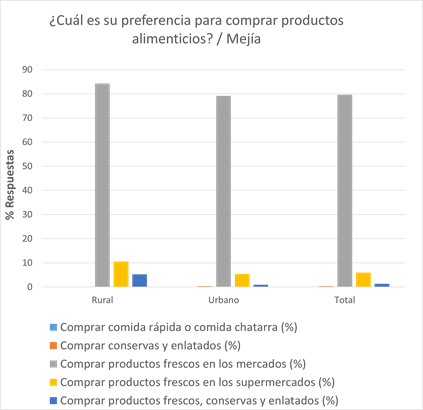 ¿Cuál es su preferencia para comprar productos
alimenticios? / Mejía
90
80
70
60
50
40
30
20
10
0
% Respuestas
Rural Urbano Total
Comprar comida rápida o comida chatarra (%)
Comprar conservas y enlatados (%)
Comprar productos frescos en los mercados (%)
Comprar productos frescos en los supermercados (%)
Comprar productos frescos, conservas y enlatados (%)